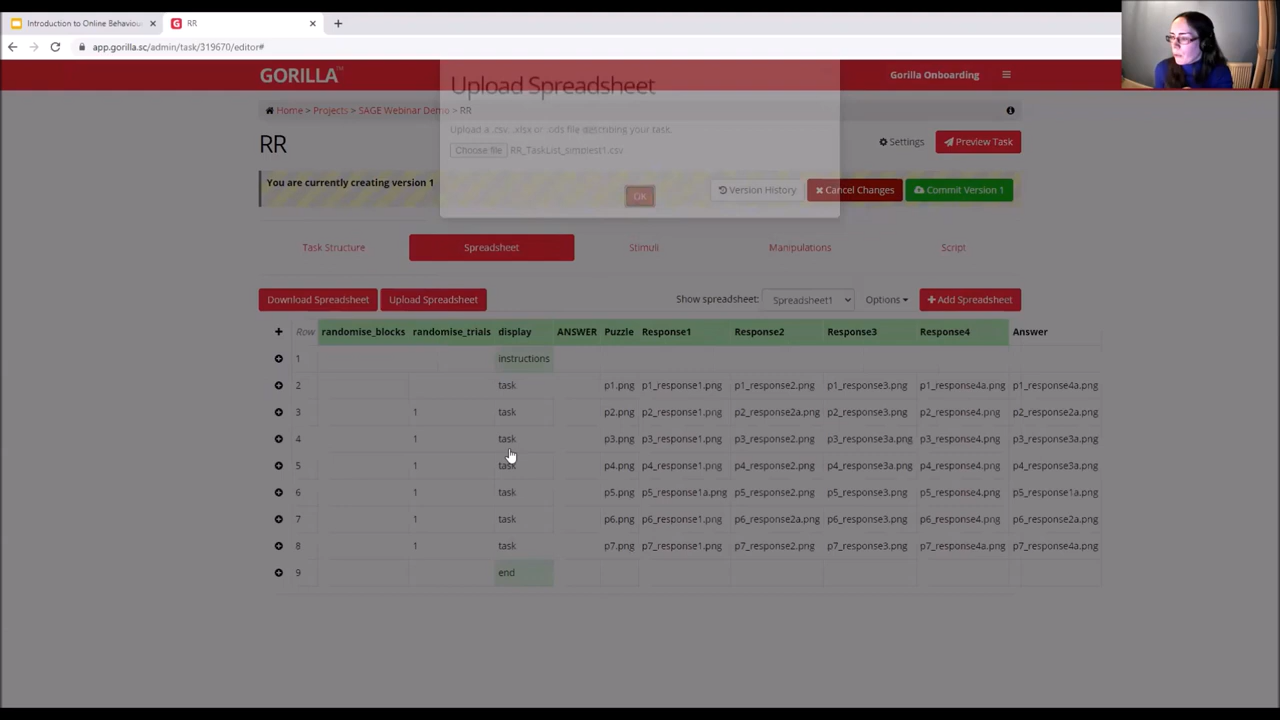 Introduction to Online Behaviou
RR
app.gorilla.sc/admin/task/319670/editor#
GORILLA™
Gorilla Onboarding
Upload Spreadsheet
Home > Projects > SAGE Webinar Demo > RR
Upload a .csv, .xlsx or .ods file describing your task.
RR
Settings
Preview Task
Choose file RR_TaskList_simplest1.csv
You are currently creating version 1
OK
Version History
Cancel Changes
Commit Version 1
Task Structure
Spreadsheet
Stimuli
Manipulations
Script
Download Spreadsheet
Upload Spreadsheet
Show spreadsheet:
Spreadsheet1
Options
Add Spreadsheet
Row randomise_blocks randomise_trials display ANSWER Puzzle Response1 Response2 Response3 Response4 Answer
1 instructions
2 task p1.png p1_response1.png p1_response2.png p1_response3.png p1_response4a.png p1_response4a.png
3 1 task p2.png p2_response1.png p2_response2a.png p2_response3.png p2_response4.png p2_response2a.png
4 1 task p3.png p3_response1.png p3_response2.png p3_response3a.png p3_response4.png p3_response3a.png
5 1 task p4.png p4_response1.png p4_response2.png p4_response3a.png p4_response4.png p4_response3a.png
6 1 task p5.png p5_response1a.png p5_response2.png p5_response3.png p5_response4.png p5_response1a.png
7 1 task p6.png p6_response1.png p6_response2a.png p6_response3.png p6_response4.png p6_response2a.png
8 1 task p7.png p7_response1.png p7_response2.png p7_response3.png p7_response4a.png p7_response4a.png
9 end